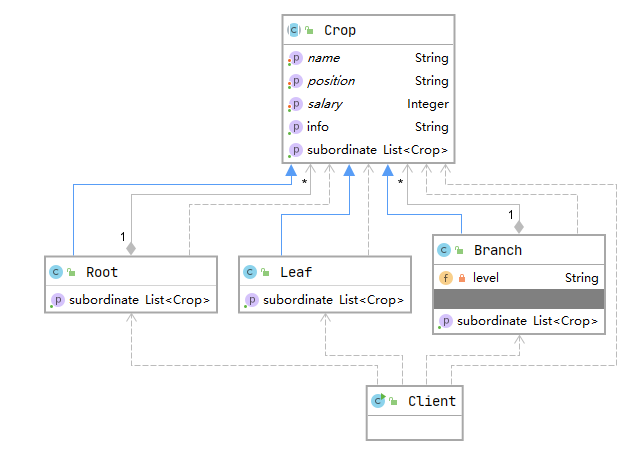 Crop
name String
position String
salary Integer
info String
subordinate List<Crop>
* *
1 1
Root
subordinate List<Crop>
Leaf
subordinate List<Crop>
Branch
level String
subordinate List<Crop>
Client